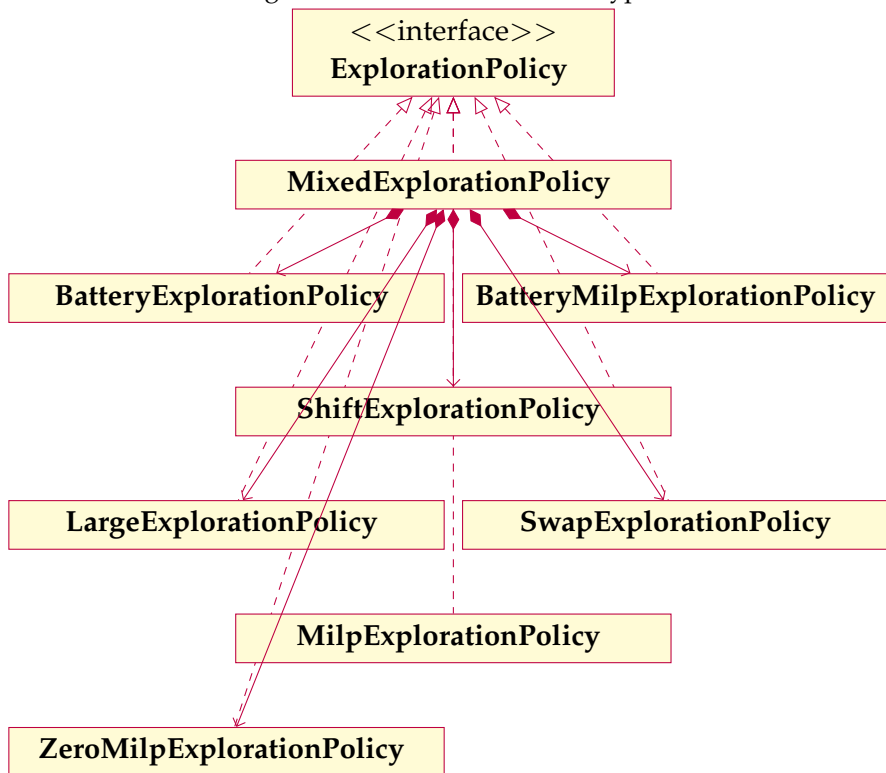 <<interface>>
ExplorationPolicy
MixedExplorationPolicy
BatteryExplorationPolicy
BatteryMilpExplorationPolicy
ShiftExplorationPolicy
LargeExplorationPolicy
SwapExplorationPolicy
MilpExplorationPolicy
ZeroMilpExplorationPolicy